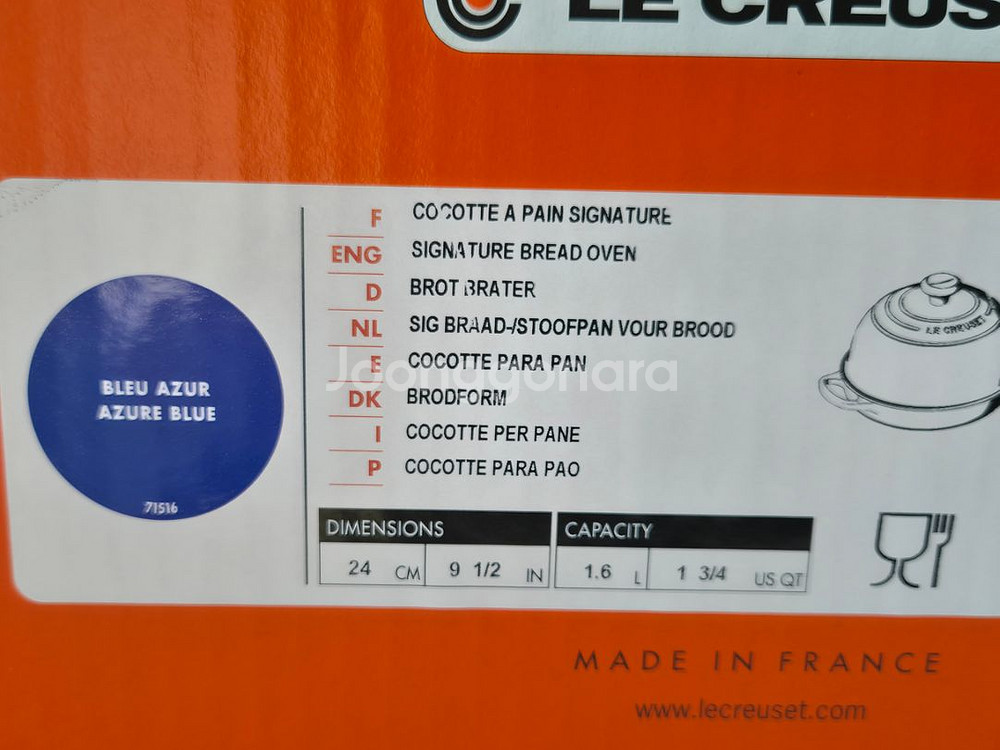 LE CREUS
F COCOTTE A PAIN SIGNATURE
ENG SIGNATURE BREAD OVEN
D BROT BRATER
NL SIG BRAAD-/STOOFPAN VOUR BROOD
E COCOTTE PARA PAN
DK BRODFORM
I COCOTTE PER PANE
P COCOTTE PARA PAO
BLEU AZUR
AZURE BLUE
71516
LE CREUSET
Joonggonara
DIMENSIONS CAPACITY
24 CM 9 1/2 IN 1.6 L 1 3/4 US QT
MADE IN FRANCE
www.lecreuset.com